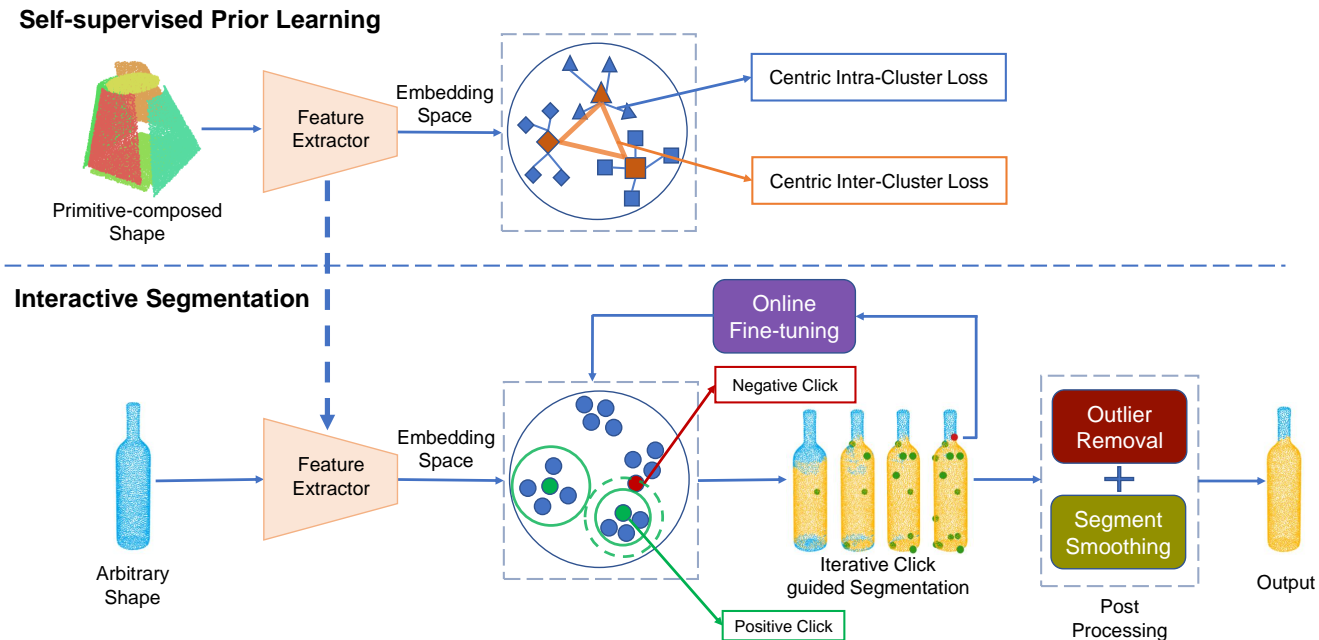 Self-supervised Prior Learning
Primitive-composed
Shape
Feature
Extractor
Embedding
Space
Centric Intra-Cluster Loss
Centric Inter-Cluster Loss
Interactive Segmentation
Arbitrary
Shape
Feature
Extractor
Embedding
Space
Online
Fine-tuning
Negative Click
Positive Click
Iterative Click
guided Segmentation
Outlier
Removal
+
Segment
Smoothing
Post
Processing
Output